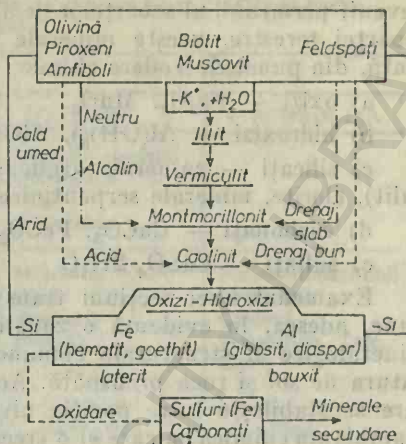 Olivină
Piroxeni
Amfiboli
Biotit
Muscovit
Feldspați
-K⁺,+H₂O
Neutru
Illit
Cald
umed
Vermiculit
Alcalin
Montmorillonit
Drenaj
slab
Arid
Acid
Caolinit
Drenaj bun
Oxizi - Hidroxizi
-Si
Fe
Al
-Si
(hematit, goethit)
(gibbsit, diaspor)
laterit
bauxit
Oxidare
Sulfuri (Fe)
Carbonați
Minerale
secundare